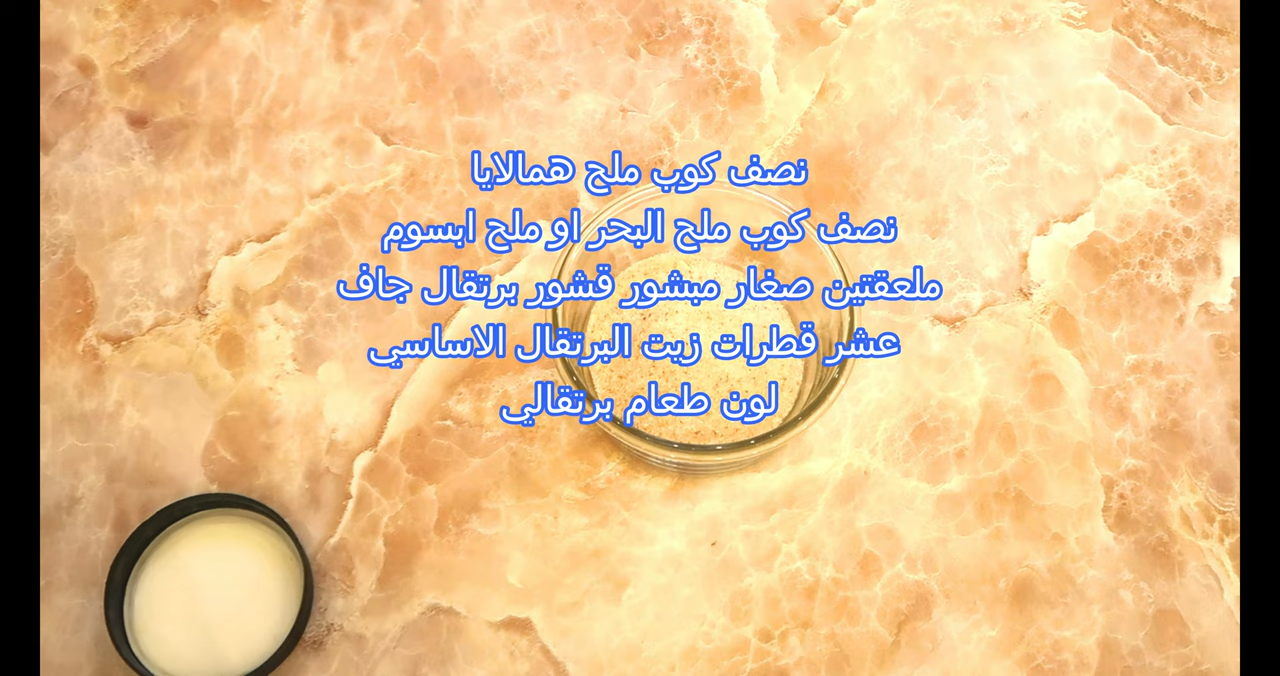 نصف كوب ملح همالايا
نصف كوب ملح البحر او ملح ابسوم
ملعقتين صغار مبشور قشور برتقال جاف
عشر قطرات زيت البرتقال الاساسي
لون طعام برتقالي